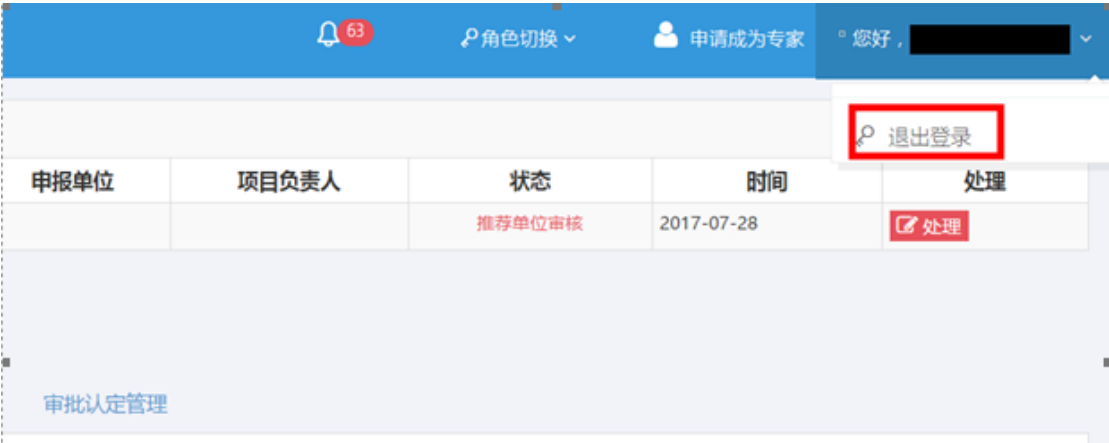 63 角色切换 申请成为专家 您好，
退出登录
申报单位 项目负责人 状态 时间 处理
推荐单位审核 2017-07-28 处理
审批认定管理